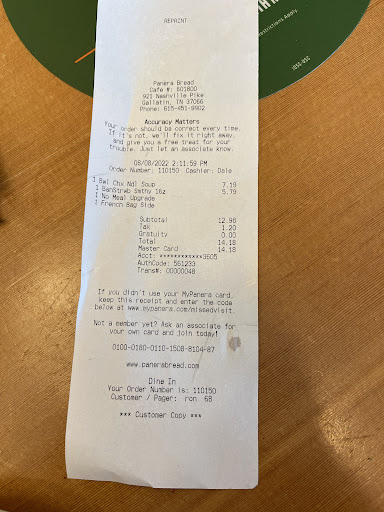 REPRINT
Panera Bread
Cafe #: 601800
921 Nashville Pike
Gallatin, TN 37066
Phone: 615-451-9902
Accuracy Matters
Your order should be correct every time.
If it's not, we'll fix it right away,
and give you a free treat for your
trouble. Just let an associate know.
08/08/2022 2:11:59 PM
Order Number: 110150 Cashier: Dale
1 Bwl Chx Ndl Soup 7.19
1 BanStrwb Smthy 16z 5.79
1 No Meal Upgrade
1 French Bag Side
Subtotal 12.98
Tax 1.20
Gratuity 0.00
Total 14.18
Master Card 14.18
Acct: ************3605
AuthCode: 561233
Trans#: 00000048
If you didn't use your MyPanera card,
keep this receipt and enter the code
below at www.mypanera.com/missedvisit.
Not a member yet? Ask an associate for
your own card and join today!
0100-0180-0110-1508-8104-87
www.panerabread.com
Dine In
Your Order Number is: 110150
Customer / Pager: ron 68
*** Customer Copy ***
restrictions apply.